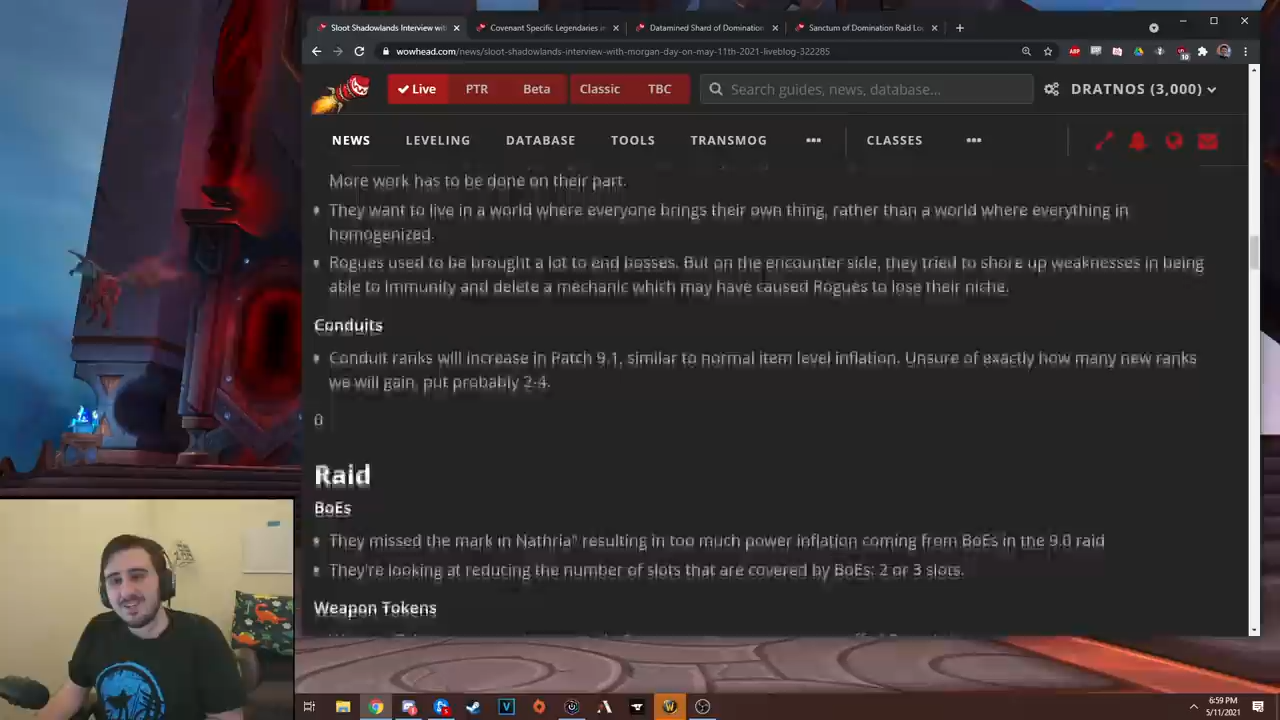 Sloot Shadowlands Interview wit
Covenant Specific Legendaries i
Datamined Shard of Domination
Sanctum of Domination Raid Lo
wowhead.com/news/sloot-shadowlands-interview-with-morgan-day-on-may-11th-2021-liveblog-322285
ABP
10
Live
PTR
Beta
Classic
TBC
Search guides, news, database...
DRATNOS (3,000)
NEWS
LEVELING
DATABASE
TOOLS
TRANSMOG
•••
CLASSES
•••
More work has to be done on their part.
• They want to live in a world where everyone brings their own thing, rather than a world where everything in
homogenized.
• Rogues used to be brought a lot to end bosses. But on the encounter side, they tried to shore up weaknesses in being
able to immunity and delete a mechanic which may have caused Rogues to lose their niche.
Conduits
• Conduit ranks will increase in Patch 9.1, similar to normal item level inflation. Unsure of exactly how many new ranks
we will gain, put probably 2-4.
0
Raid
BoEs
• They missed the mark in Nathria" resulting in too much power inflation coming from BoEs in the 9.0 raid
• They're looking at reducing the number of slots that are covered by BoEs: 2 or 3 slots.
Weapon Tokens
6:59 PM
5/11/2021